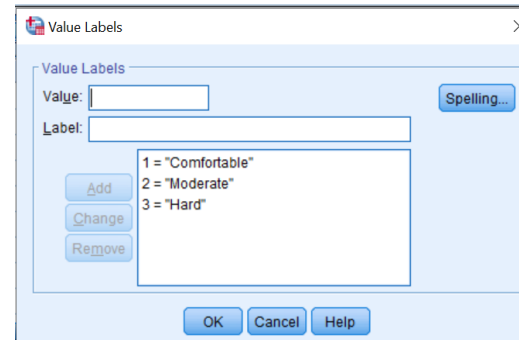 Value Labels
Value Labels
Value:
Spelling...
Label:
1 = "Comfortable"
Add
2 = "Moderate"
3 = "Hard"
Change
Remove
OK Cancel Help